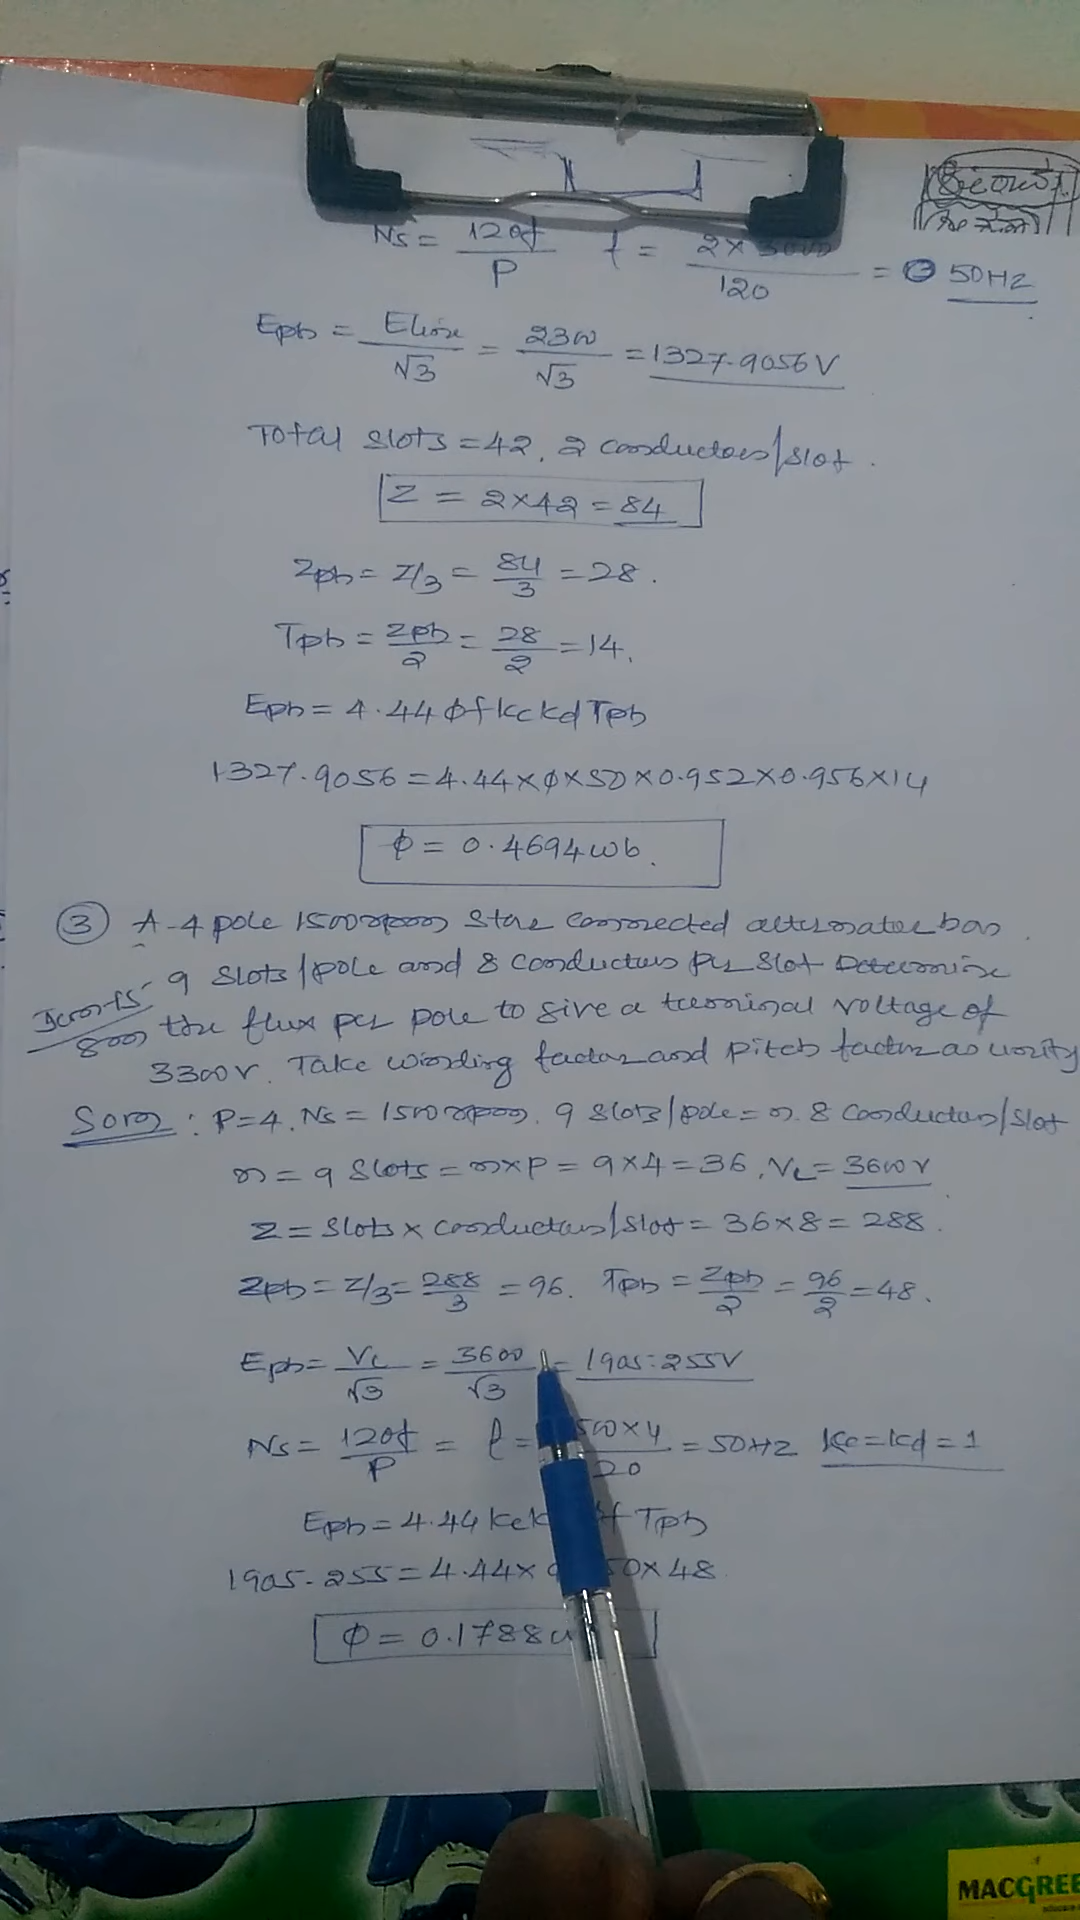 Ns = 120f / P f = 2 × 3000 / 120 = 50Hz
Eph = Eline / √3 = 2300 / √3 = 1327.9056V
Total slots = 42, 2 conductors/slot.
Z = 2×42 = 84
Zph = Z/3 = 84/3 = 28.
Tph = Zph/2 = 28/2 = 14.
Eph = 4.44 φ f Kc Kd Tph
1327.9056 = 4.44×φ×50×0.952×0.956×14
φ = 0.4694wb.
③ A 4 pole 1500rpm star connected alternator has
9 slots/pole and 8 conductors per slot Determine
the flux per pole to give a terminal voltage of
3300V. Take winding factor and pitch factor as unity
Soln: P=4. Ns = 1500rpm. 9 slots/pole = n. 8 conductors/slot
n = 9 slots = n×P = 9×4 = 36, VL = 3600V
Z = slots × conductors/slot = 36×8 = 288.
Zph = Z/3 = 288/3 = 96. Tph = Zph/2 = 96/2 = 48.
Eph = VL/√3 = 3600/√3 = 1905.255V
Ns = 120f/P = f = 500×4 / 20 = 50Hz Kc=Kd=1
Eph = 4.44 Kc f Tph
1905.255 = 4.44× 50×48.
φ = 0.1788
MACGREE